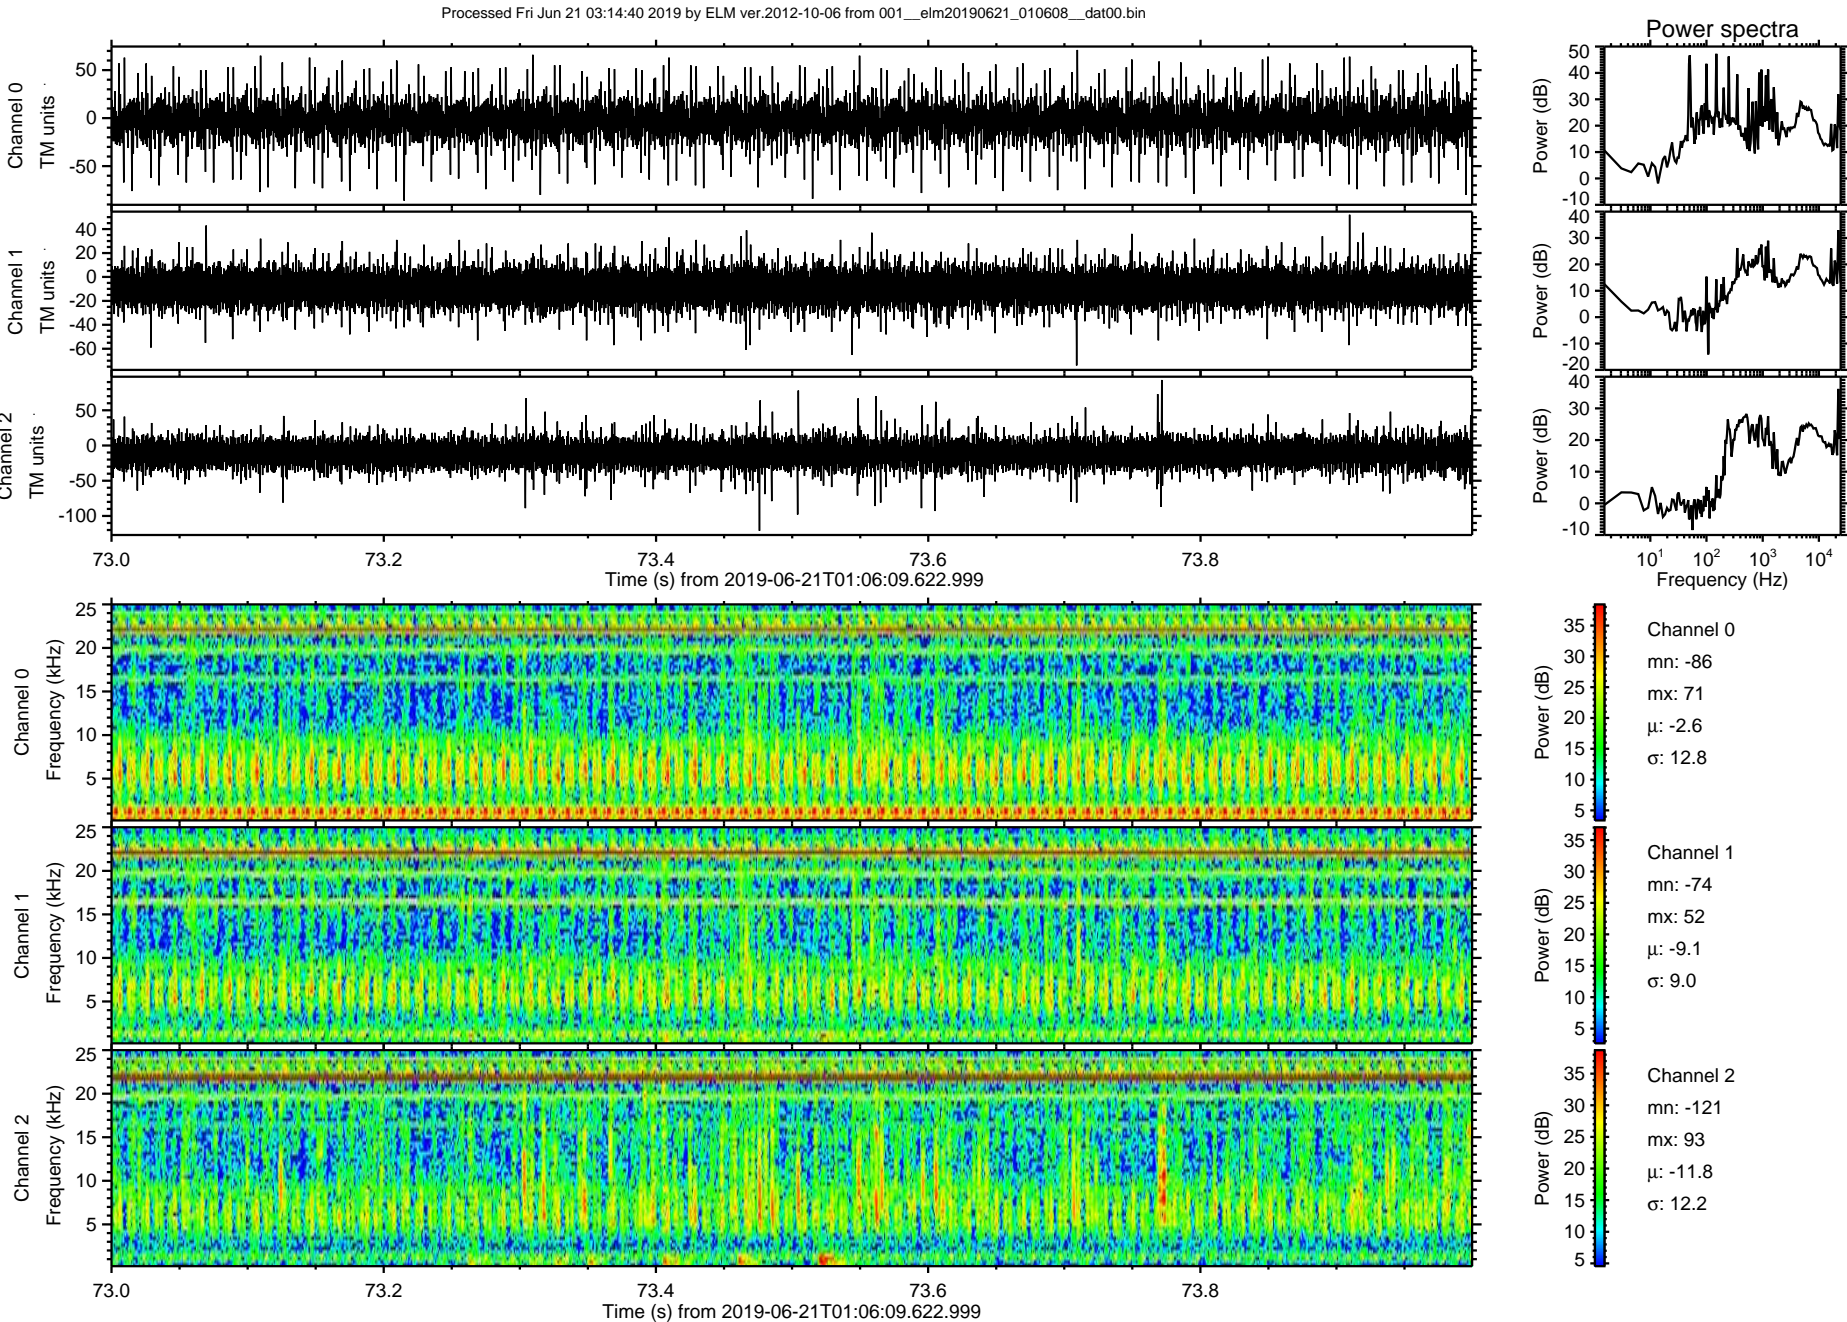 Processed Fri Jun 21 03:14:40 2019 by ELM ver.2012-10-06 from 001__elm20190621_010608__dat00.bin
Power spectra
Channel 0
TM units
50
0
-50
Power (dB)
50
40
30
20
10
0
-10
Channel 1
TM units
40
20
0
-20
-40
-60
Power (dB)
40
30
20
10
0
-10
-20
Channel 2
TM units
50
0
-50
-100
Power (dB)
40
30
20
10
0
-10
73.0 73.2 73.4 73.6 73.8
Time (s) from 2019-06-21T01:06:09.622.999
10^1 10^2 10^3 10^4
Frequency (Hz)
Channel 0
Frequency (kHz)
25
20
15
10
5
Power (dB)
35
30
25
20
15
10
5
Channel 0
mn: -86
mx: 71
μ: -2.6
σ: 12.8
Channel 1
Frequency (kHz)
25
20
15
10
5
Power (dB)
35
30
25
20
15
10
5
Channel 1
mn: -74
mx: 52
μ: -9.1
σ: 9.0
Channel 2
Frequency (kHz)
25
20
15
10
5
Power (dB)
35
30
25
20
15
10
5
Channel 2
mn: -121
mx: 93
μ: -11.8
σ: 12.2
73.0 73.2 73.4 73.6 73.8
Time (s) from 2019-06-21T01:06:09.622.999